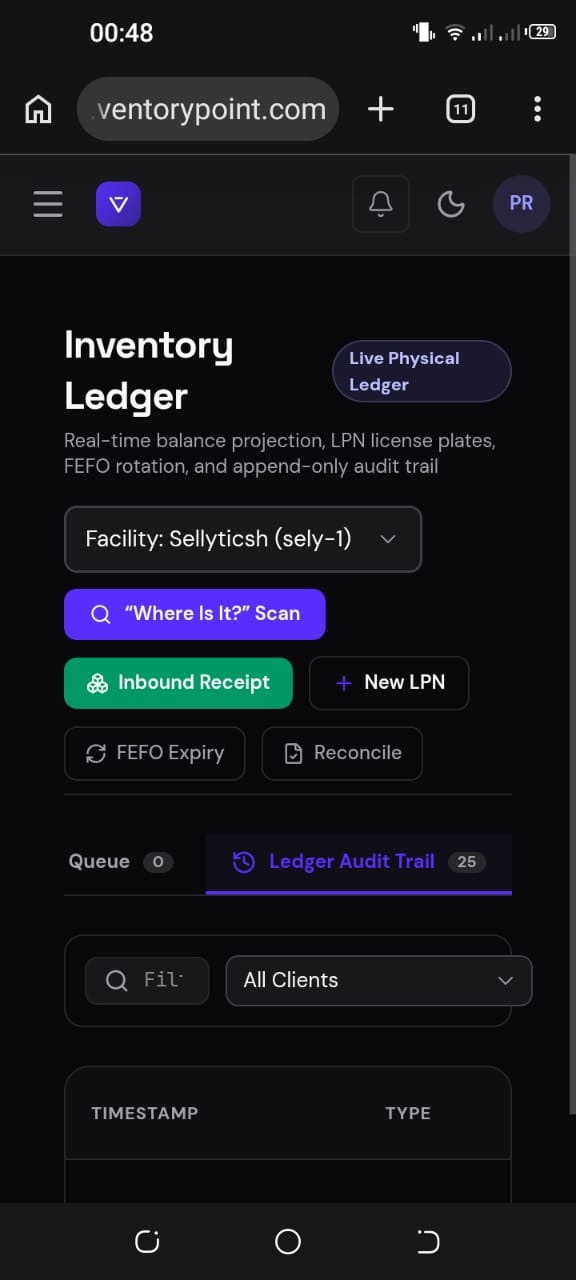 00:48
29
.ventorypoint.com
11
PR
Inventory
Ledger
Live Physical
Ledger
Real-time balance projection, LPN license plates,
FEFO rotation, and append-only audit trail
Facility: Sellyticsh (sely-1)
“Where Is It?” Scan
Inbound Receipt
New LPN
FEFO Expiry
Reconcile
Queue 0
Ledger Audit Trail 25
Fil
All Clients
TIMESTAMP TYPE